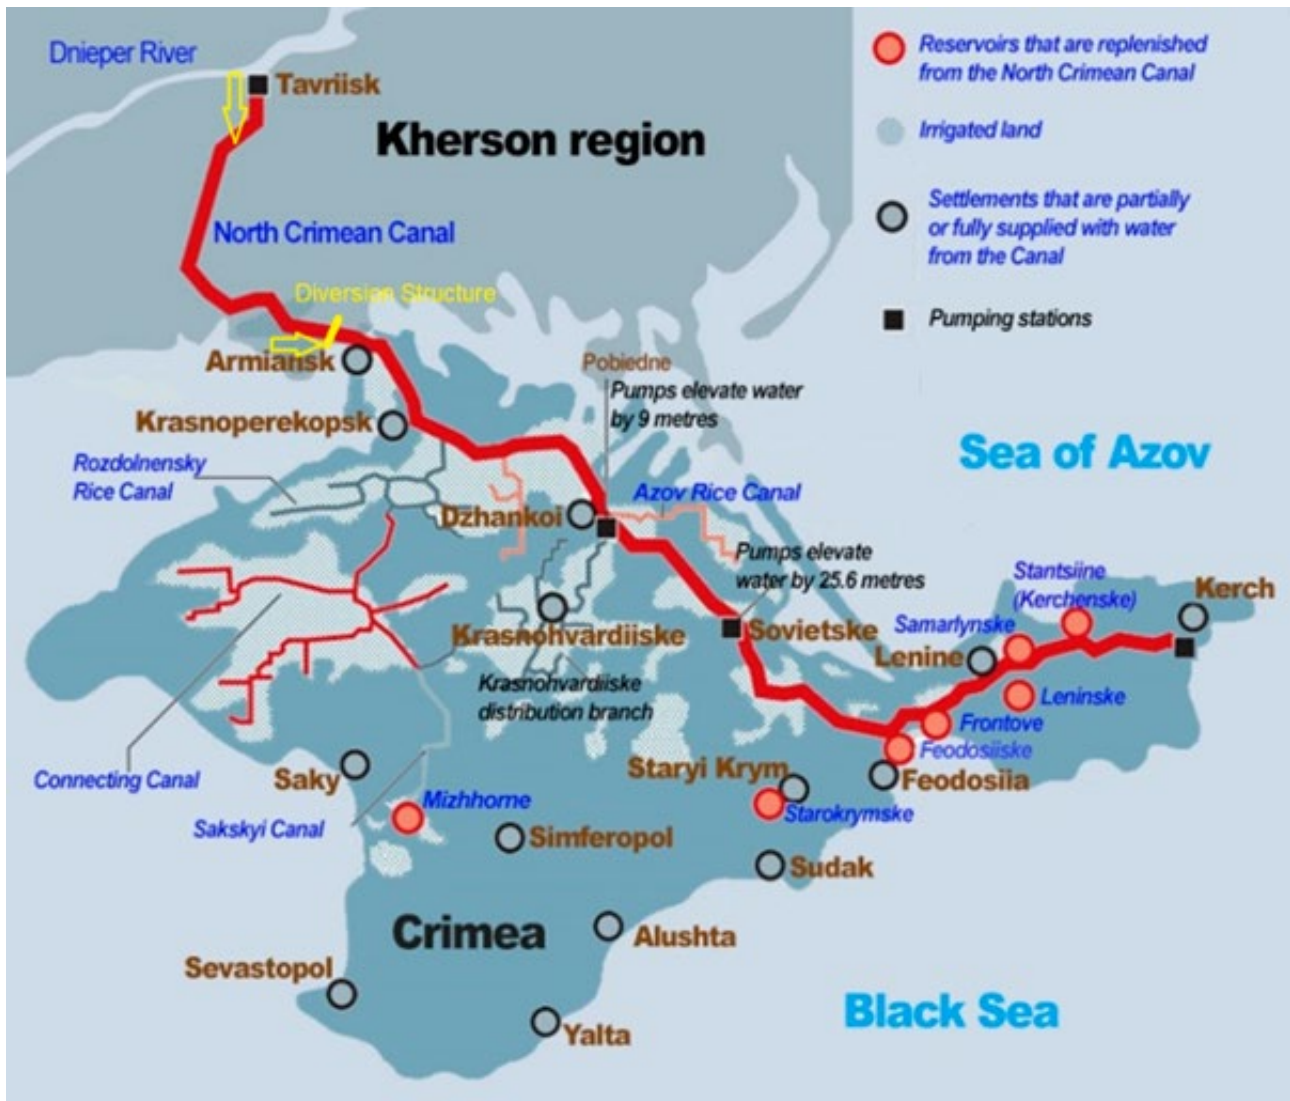 Dnieper River
Tavriisk
Kherson region
North Crimean Canal
Diversian Structure
Armiansk
Krasnoperekopsk
Rozdolnensky
Rice Canal
Pobiedne
Pumps elevate water
by 9 metres
Dzhankoi
Azov Rice Canal
Pumps elevate
water by 25.6 metres
Krasnohvardiiske
Sovietske
Krasnohvardiiske
distribution branch
Connecting Canal
Saky
Sakskyi Canal
Mizhhorne
Simferopol
Staryi Krym
Starokrymske
Sudak
Feodosiia
Feodosiiske
Frontove
Leninske
Lenine
Samarlynske
Stantsiine
(Kerchenske)
Kerch
Crimea
Alushta
Sevastopol
Yalta
Sea of Azov
Black Sea
Reservoirs that are replenished
from the North Crimean Canal
Irrigated land
Settlements that are partially
or fully supplied with water
from the Canal
Pumping stations